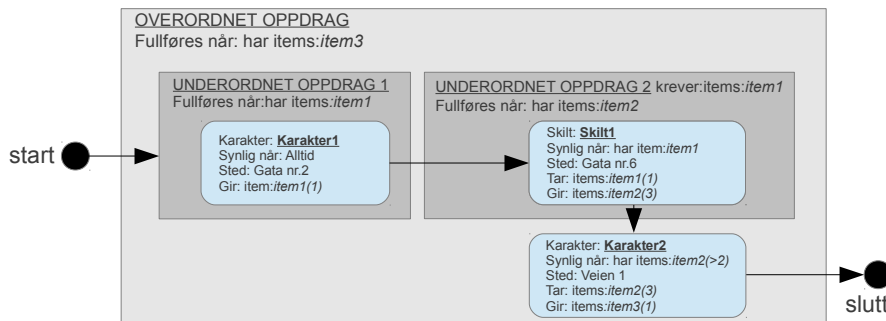 OVERORDNET OPPDRAG
Fullføres når: har items:item3
UNDERORDNET OPPDRAG 1
Fullføres når:har items:item1
UNDERORDNET OPPDRAG 2 krever:items:item1
Fullføres når: har items:item2
start
Karakter: Karakter1
Synlig når: Alltid
Sted: Gata nr.2
Gir: item:item1(1)
Skilt: Skilt1
Synlig når: har item:item1
Sted: Gata nr.6
Tar: items:item1(1)
Gir: items:item2(3)
Karakter: Karakter2
Synlig når: har items:item2(>2)
Sted: Veien 1
Tar: items:item2(3)
Gir: items:item3(1)
slutt